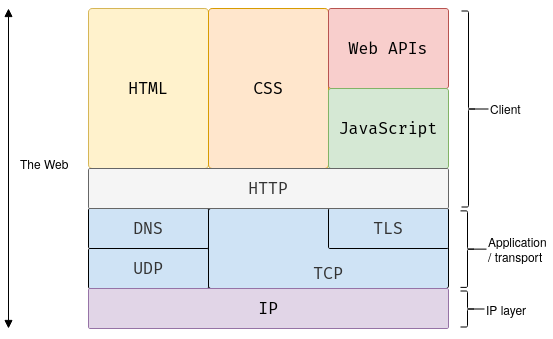 Web APIs
HTML
CSS
Client
JavaScript
The Web
HTTP
DNS
TLS
Application
/ transport
UDP
TCP
IP
IP layer